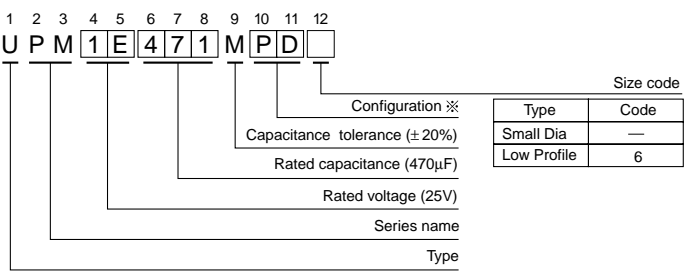 1 2 3 4 5 6 7 8 9 10 11 12
U P M 1 E 4 7 1 M P D
Size code
Configuration ※
Type Code
Capacitance tolerance (±20%)
Small Dia —
Rated capacitance (470µF)
Low Profile 6
Rated voltage (25V)
Series name
Type